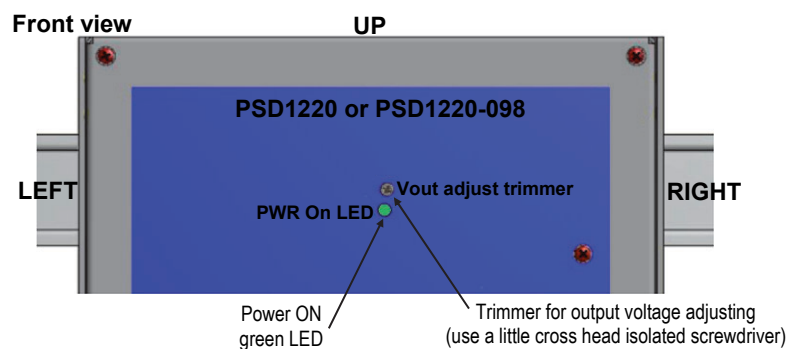 Front view
UP
PSD1220 or PSD1220-098
LEFT
Vout adjust trimmer
RIGHT
PWR On LED
Power ON
green LED
Trimmer for output voltage adjusting
(use a little cross head isolated screwdriver)